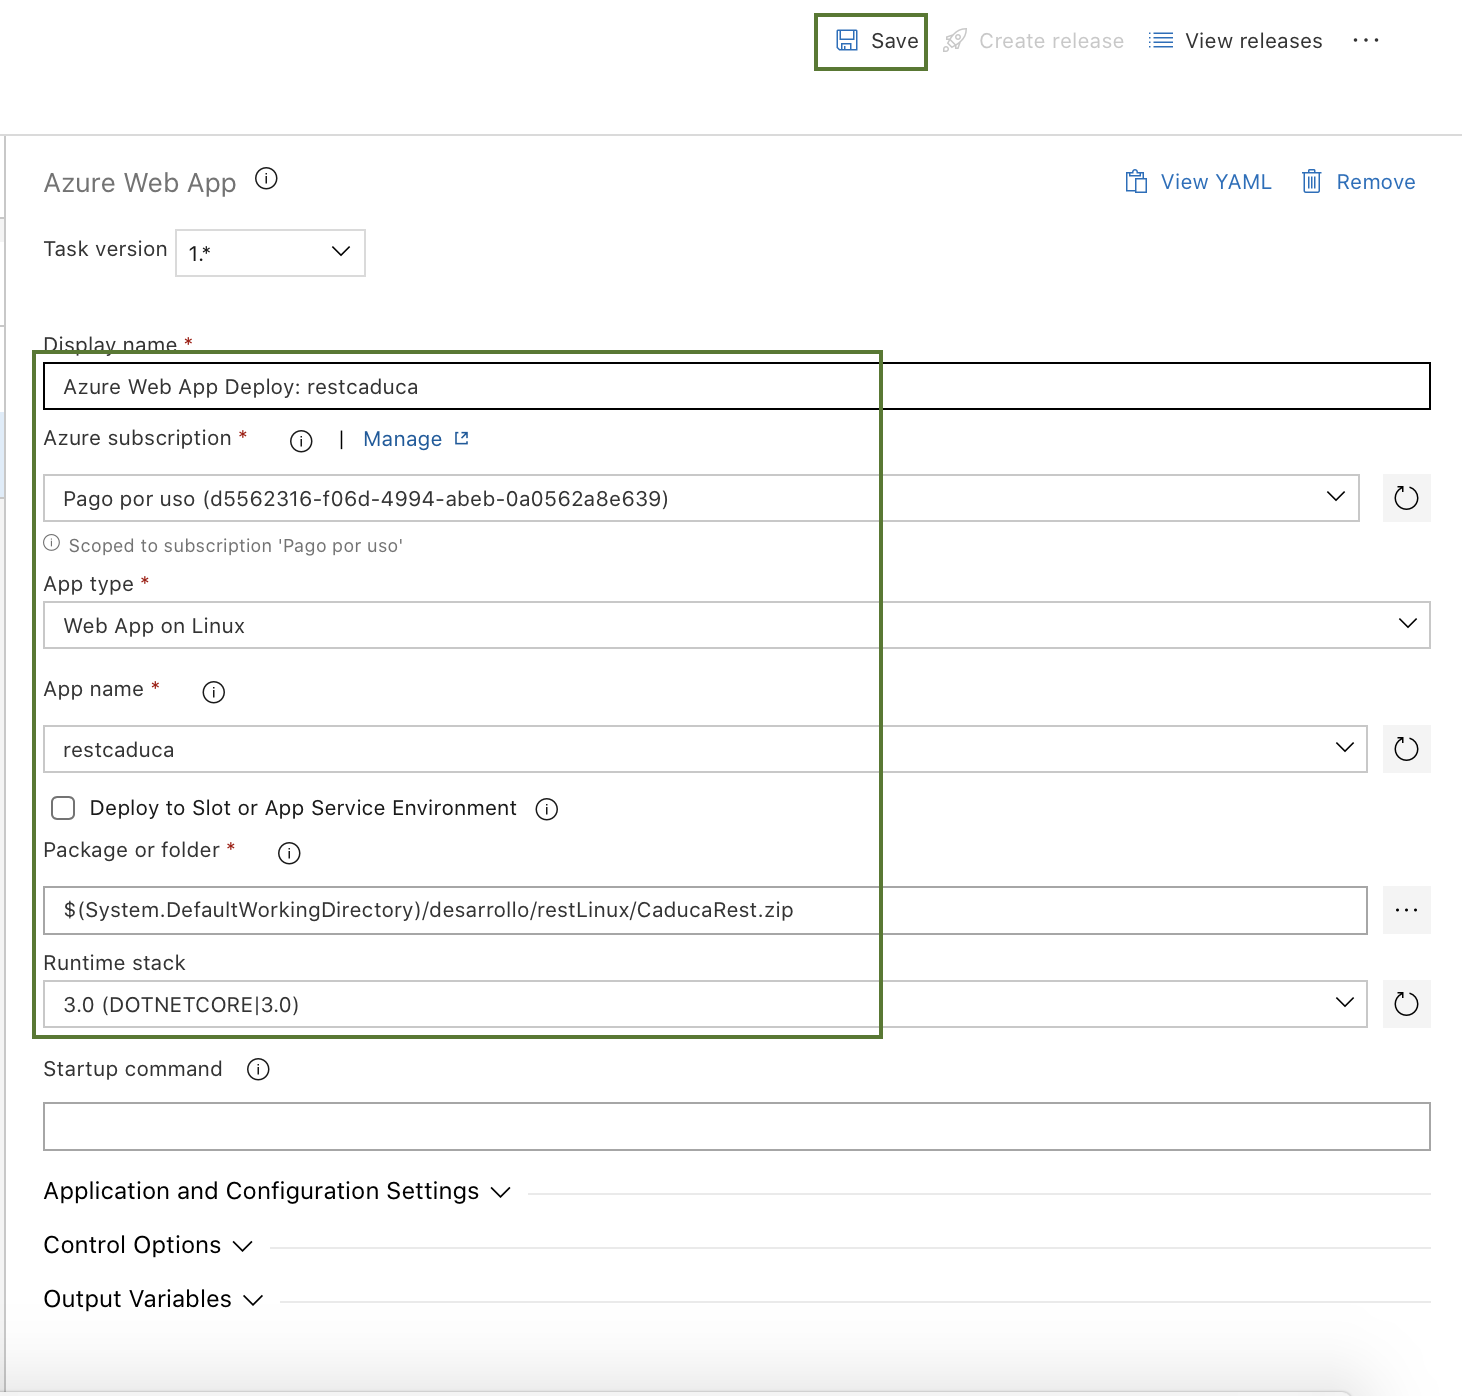 Save Create release View releases ...
Azure Web App View YAML Remove
Task version 1.*
Display name *
Azure Web App Deploy: restcaduca
Azure subscription * | Manage
Pago por uso (d5562316-f06d-4994-abeb-0a0562a8e639)
Scoped to subscription 'Pago por uso'
App type *
Web App on Linux
App name *
restcaduca
Deploy to Slot or App Service Environment
Package or folder *
$(System.DefaultWorkingDirectory)/desarrollo/restLinux/CaducaRest.zip ...
Runtime stack
3.0 (DOTNETCORE|3.0)
Startup command
Application and Configuration Settings
Control Options
Output Variables